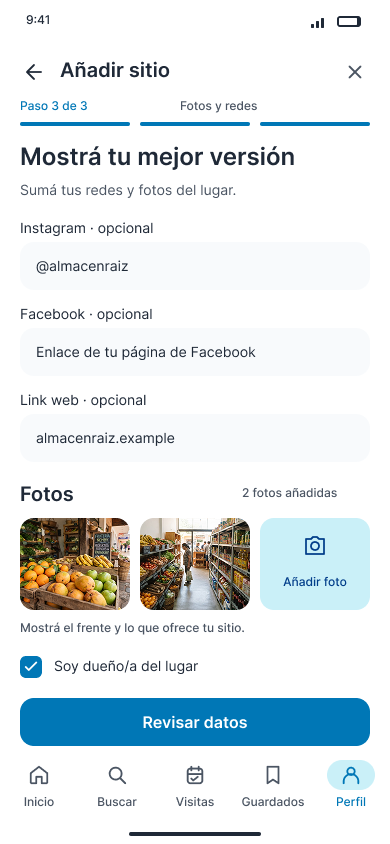 9:41
Añadir sitio
Paso 3 de 3
Fotos y redes
Mostrá tu mejor versión
Sumá tus redes y fotos del lugar.
Instagram · opcional
@almacenraiz
Facebook · opcional
Enlace de tu página de Facebook
Link web · opcional
almacenraiz.example
Fotos
2 fotos añadidas
Añadir foto
Mostrá el frente y lo que ofrece tu sitio.
Soy dueño/a del lugar
Revisar datos
Inicio
Buscar
Visitas
Guardados
Perfil